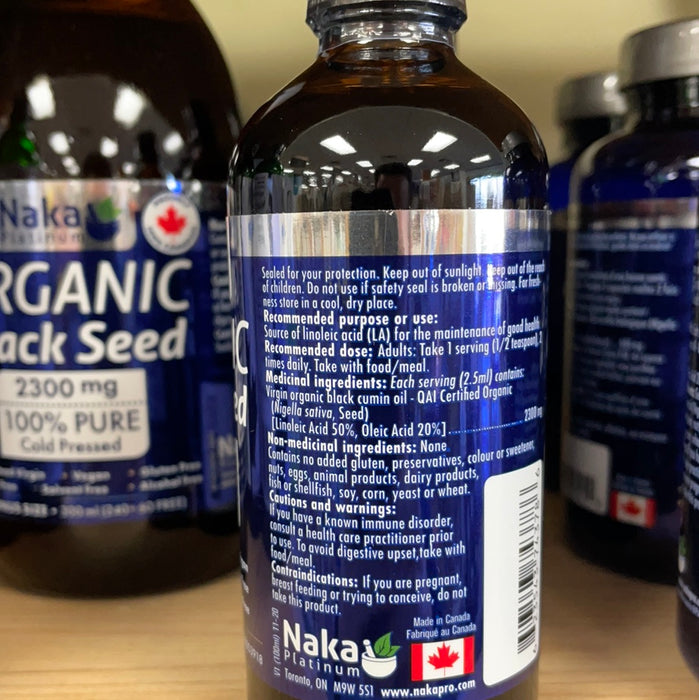 Naka
Platinum
ORGANIC
ack Seed
2300 mg
100% PURE
Cold Pressed
Sealed for your protection. Keep out of sunlight. Keep out of the reach
of children. Do not use if safety seal is broken or missing. For fresh-
ness store in a cool, dry place.
Recommended purpose or use:
Source of linoleic acid (LA) for the maintenance of good health
Recommended dose: Adults: Take 1 serving (1/2 teaspoon), 2
times daily. Take with food/meal.
Medicinal ingredients: Each serving (2.5ml) contains:
Virgin organic black cumin oil - QAI Certified Organic
(Nigella sativa, Seed)
2300 mg
[Linoleic Acid 50%, Oleic Acid 20%]
Non-medicinal ingredients: None
Contains no added gluten, preservatives, colour or sweetener,
nuts, eggs, animal products, dairy products,
fish or shellfish, soy, corn, yeast or wheat.
Cautions and warnings:
If you have a known immune disorder,
consult a health care practitioner prior
to use. To avoid digestive upset,take with
food/meal.
Contraindications: If you are pregnant,
breast feeding or trying to conceive, do not
take this product.
V1 (100ml) 11-20
Naka
Platinum
Made in Canada
Fabriqué au Canada
Toronto, ON M9W 5S1 www.nakapro.com